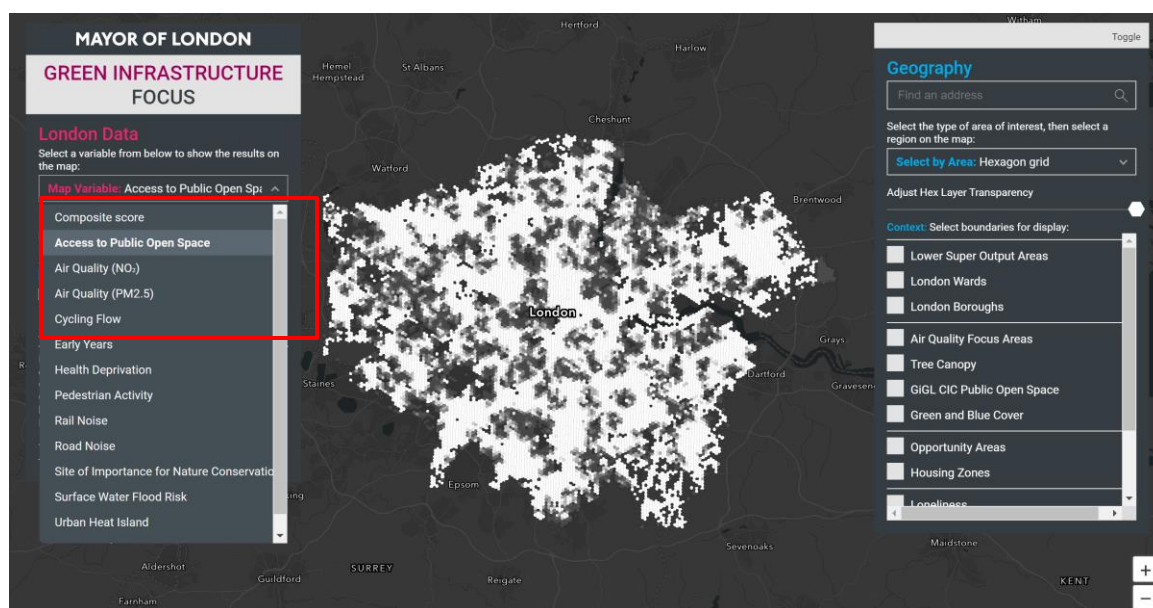 MAYOR OF LONDON
GREEN INFRASTRUCTURE
FOCUS
London Data
Select a variable from below to show the results on
the map:
Map Variable: Access to Public Open Spa
Composite score
Access to Public Open Space
Air Quality (NO₂)
Air Quality (PM2.5)
Cycling Flow
Early Years
Health Deprivation
Pedestrian Activity
Rail Noise
Road Noise
Site of Importance for Nature Conservatio
Surface Water Flood Risk
Urban Heat Island
Hertford
Harlow
Hemel
Hempstead
St Albans
Cheshunt
Watford
Brentwood
London
Grays
Dartford
Gravesen
Staines
Epsom
Sevenoaks
Maidstone
Aldershot
SURREY
Guildford
Reigate
KENT
Farnham
Witham
Toggle
Geography
Find an address
Select the type of area of interest, then select a
region on the map:
Select by Area: Hexagon grid
Adjust Hex Layer Transparency
Context: Select boundaries for display:
Lower Super Output Areas
London Wards
London Boroughs
Air Quality Focus Areas
Tree Canopy
GiGL CIC Public Open Space
Green and Blue Cover
Opportunity Areas
Housing Zones
Loneliness
+
−